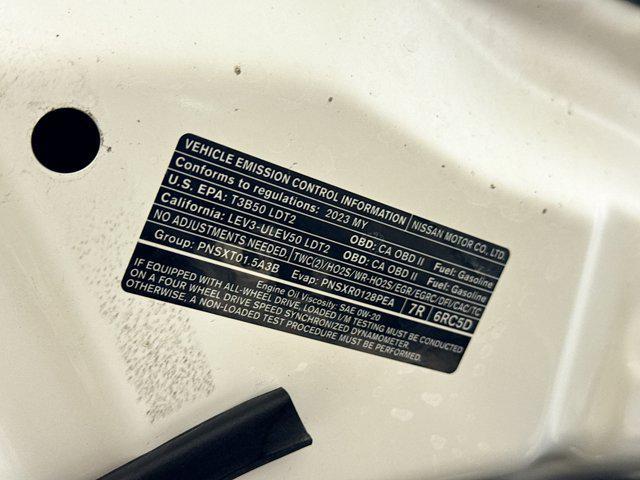 VEHICLE EMISSION CONTROL INFORMATION NISSAN MOTOR CO., LTD.
Conforms to regulations: 2023 MY
U.S. EPA: T3B50 LDT2 OBD: CA OBD II Fuel: Gasoline
California: LEV3-ULEV50 LDT2 OBD: CA OBD II Fuel: Gasoline
NO ADJUSTMENTS NEEDED TWC(2)/HO2S/WR-HO2S/EGR/EGRC/DFI/CAC/TC
Group: PNSXT01.5A3B Evap: PNSXR0128PEA 7R 6RC5D
Engine Oil Viscosity: SAE 0W-20
IF EQUIPPED WITH ALL-WHEEL DRIVE, LOADED I/M TESTING MUST BE CONDUCTED
ON A FOUR WHEEL DRIVE SPEED SYNCHRONIZED DYNAMOMETER.
OTHERWISE, A NON-LOADED TEST PROCEDURE MUST BE PERFORMED.